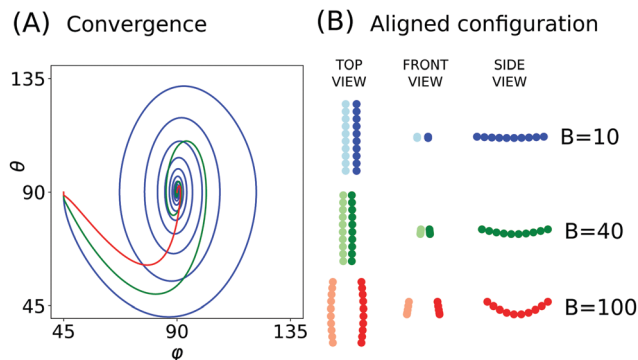 (A) Convergence
135
90
45
θ
45
90
135
φ
(B) Aligned configuration
TOP VIEW
FRONT VIEW
SIDE VIEW
B=10
B=40
B=100